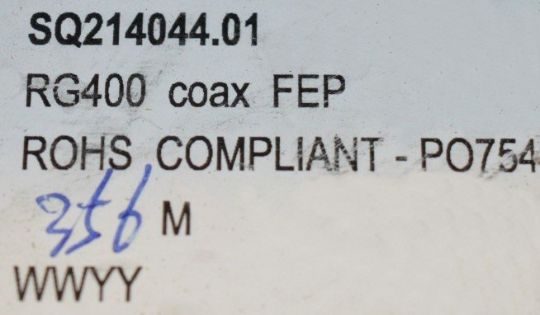 SQ214044.01
RG400 coax FEP
ROHS COMPLIANT - PO754
356 M
WWYY